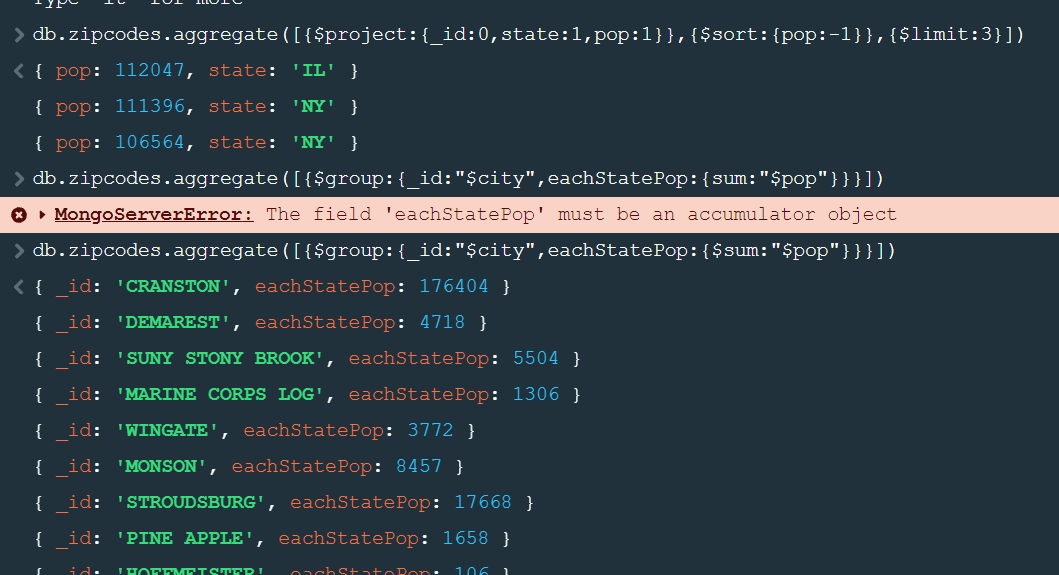 Type "it" for more
db.zipcodes.aggregate([{$project:{_id:0,state:1,pop:1}},{$sort:{pop:-1}},{$limit:3}])
{ pop: 112047, state: 'IL' }
{ pop: 111396, state: 'NY' }
{ pop: 106564, state: 'NY' }
db.zipcodes.aggregate([{$group:{_id:"$city",eachStatePop:{sum:"$pop"}}}])
MongoServerError: The field 'eachStatePop' must be an accumulator object
db.zipcodes.aggregate([{$group:{_id:"$city",eachStatePop:{$sum:"$pop"}}}])
{ _id: 'CRANSTON', eachStatePop: 176404 }
{ _id: 'DEMAREST', eachStatePop: 4718 }
{ _id: 'SUNY STONY BROOK', eachStatePop: 5504 }
{ _id: 'MARINE CORPS LOG', eachStatePop: 1306 }
{ _id: 'WINGATE', eachStatePop: 3772 }
{ _id: 'MONSON', eachStatePop: 8457 }
{ _id: 'STROUDSBURG', eachStatePop: 17668 }
{ _id: 'PINE APPLE', eachStatePop: 1658 }
{ _id: 'HOFFMEISTER', eachStatePop: 106 }